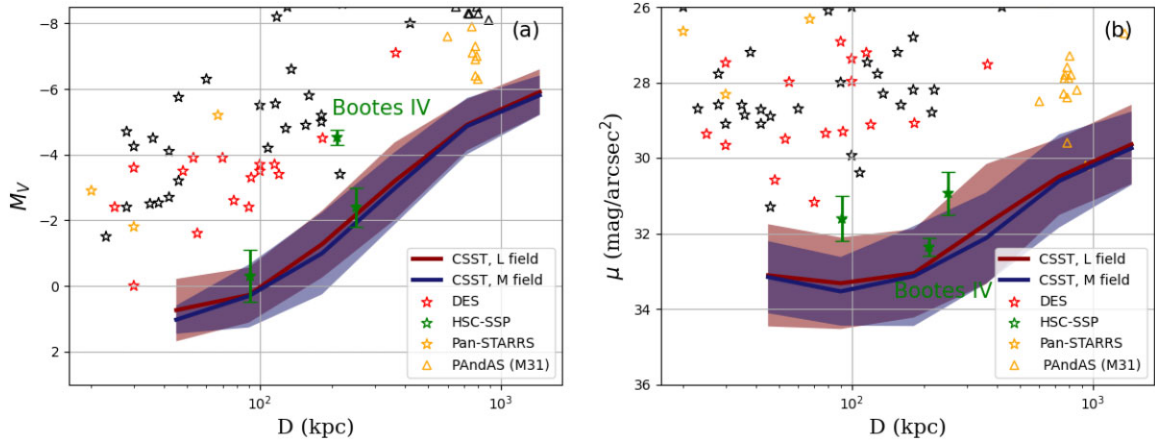 (a)
−8
−6
−4
−2
0
2
M_V
Bootes IV
CSST, L field
CSST, M field
DES
HSC-SSP
Pan-STARRS
PAndAS (M31)
10²
10³
D (kpc)
(b)
26
28
30
32
34
36
μ (mag/arcsec²)
Bootes IV
CSST, L field
CSST, M field
DES
HSC-SSP
Pan-STARRS
PAndAS (M31)
10²
10³
D (kpc)